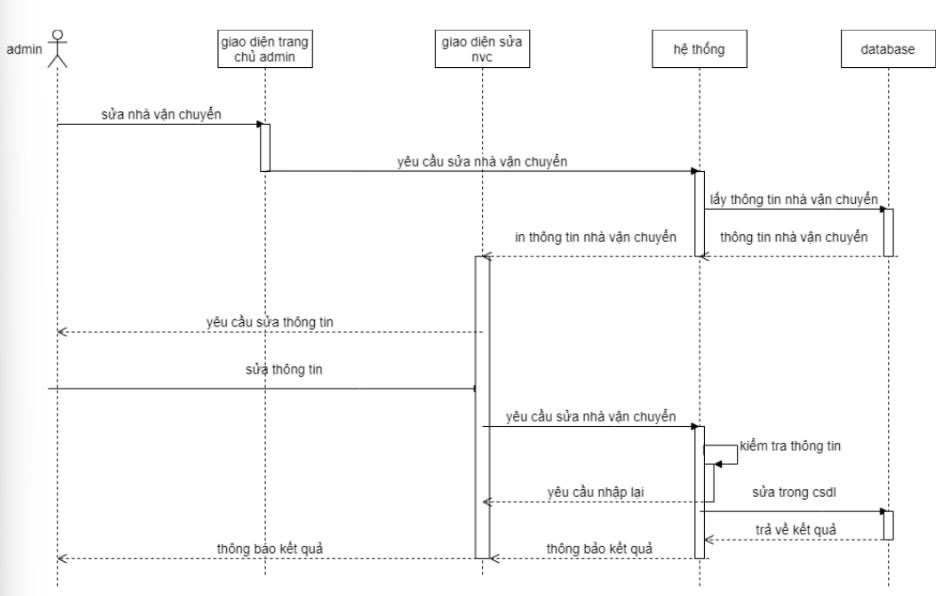 admin
giao diện trang
chủ admin
giao diện sửa
nvc
hệ thống
database
sửa nhà vận chuyển
yêu cầu sửa nhà vận chuyển
lấy thông tin nhà vận chuyển
in thông tin nhà vận chuyển
thông tin nhà vận chuyển
yêu cầu sửa thông tin
sửa thông tin
yêu cầu sửa nhà vận chuyển
kiểm tra thông tin
yêu cầu nhập lại
sửa trong csdl
trả về kết quả
thông báo kết quả
thông bảo kết quả